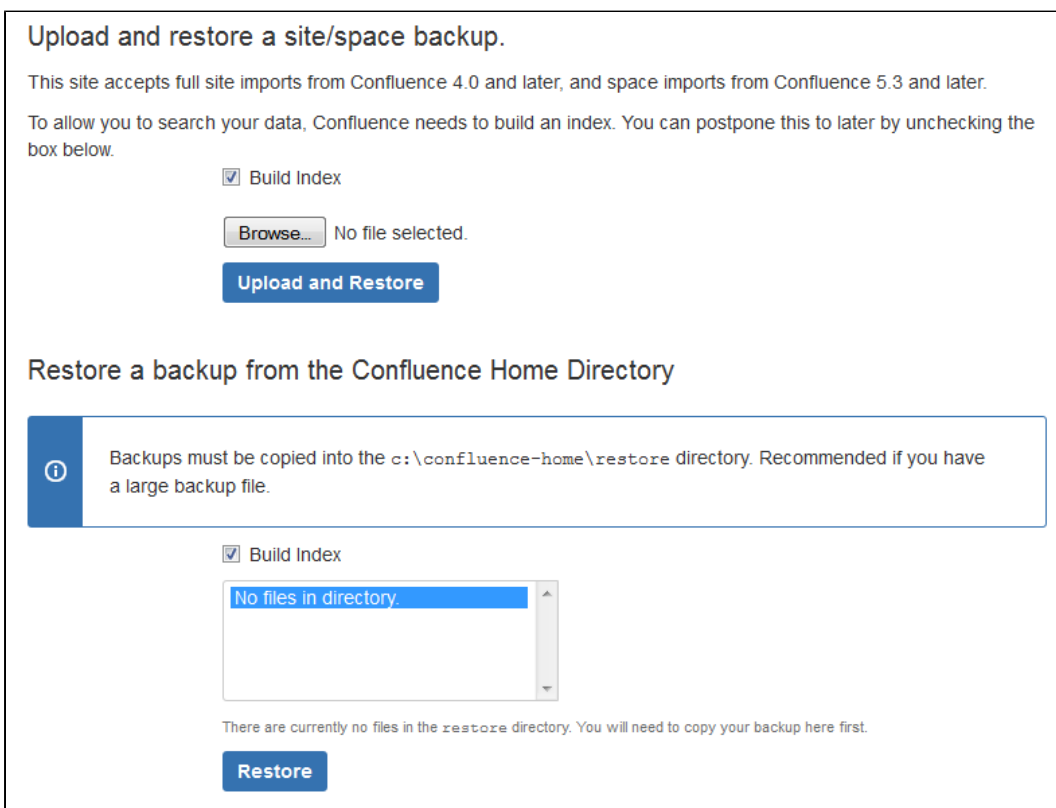 Upload and restore a site/space backup.
This site accepts full site imports from Confluence 4.0 and later, and space imports from Confluence 5.3 and later.
To allow you to search your data, Confluence needs to build an index. You can postpone this to later by unchecking the
box below.
Build Index
Browse... No file selected.
Upload and Restore
Restore a backup from the Confluence Home Directory
Backups must be copied into the c:\confluence-home\restore directory. Recommended if you have
a large backup file.
Build Index
No files in directory.
There are currently no files in the restore directory. You will need to copy your backup here first.
Restore